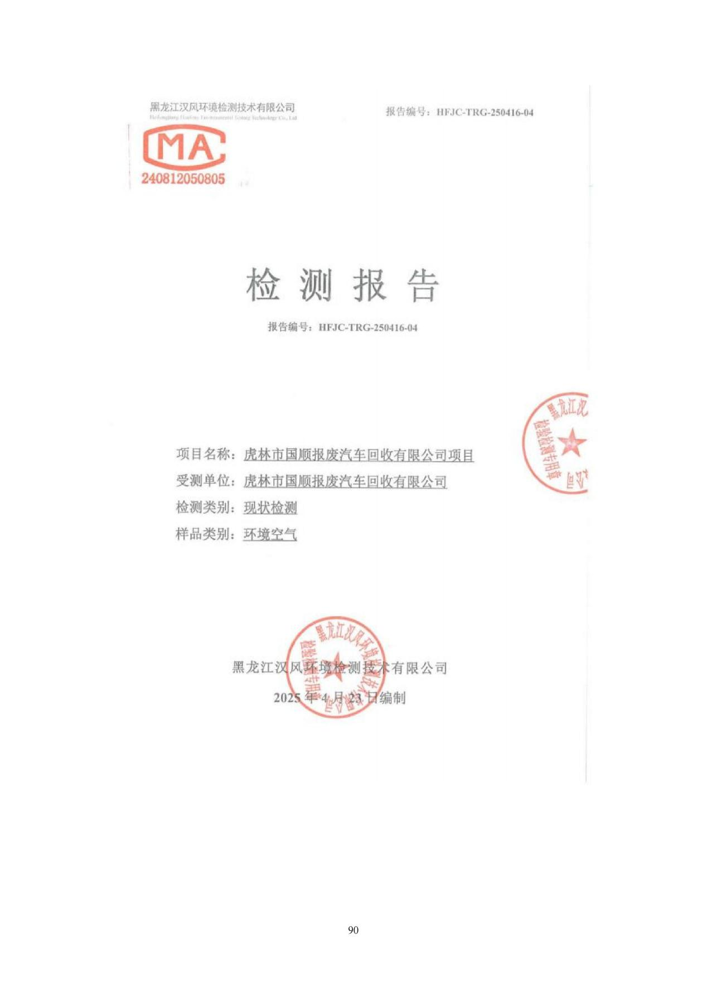 黑龙江汉风环境检测技术有限公司
报告编号：HFJC-TRG-250416-04
Heilongjiang Hanfeng Environmental Testing Technology Co., Ltd
MA
240812050805
检测报告
报告编号：HFJC-TRG-250416-04
黑龙江汉
检验检测专用章
公司
项目名称：虎林市国顺报废汽车回收有限公司项目
受测单位：虎林市国顺报废汽车回收有限公司
检测类别：现状检测
样品类别：环境空气
黑龙江汉风环境检测技术有限公司
检验检测专用章
黑龙江汉风环境检测技术有限公司
2025年4月23日编制
90